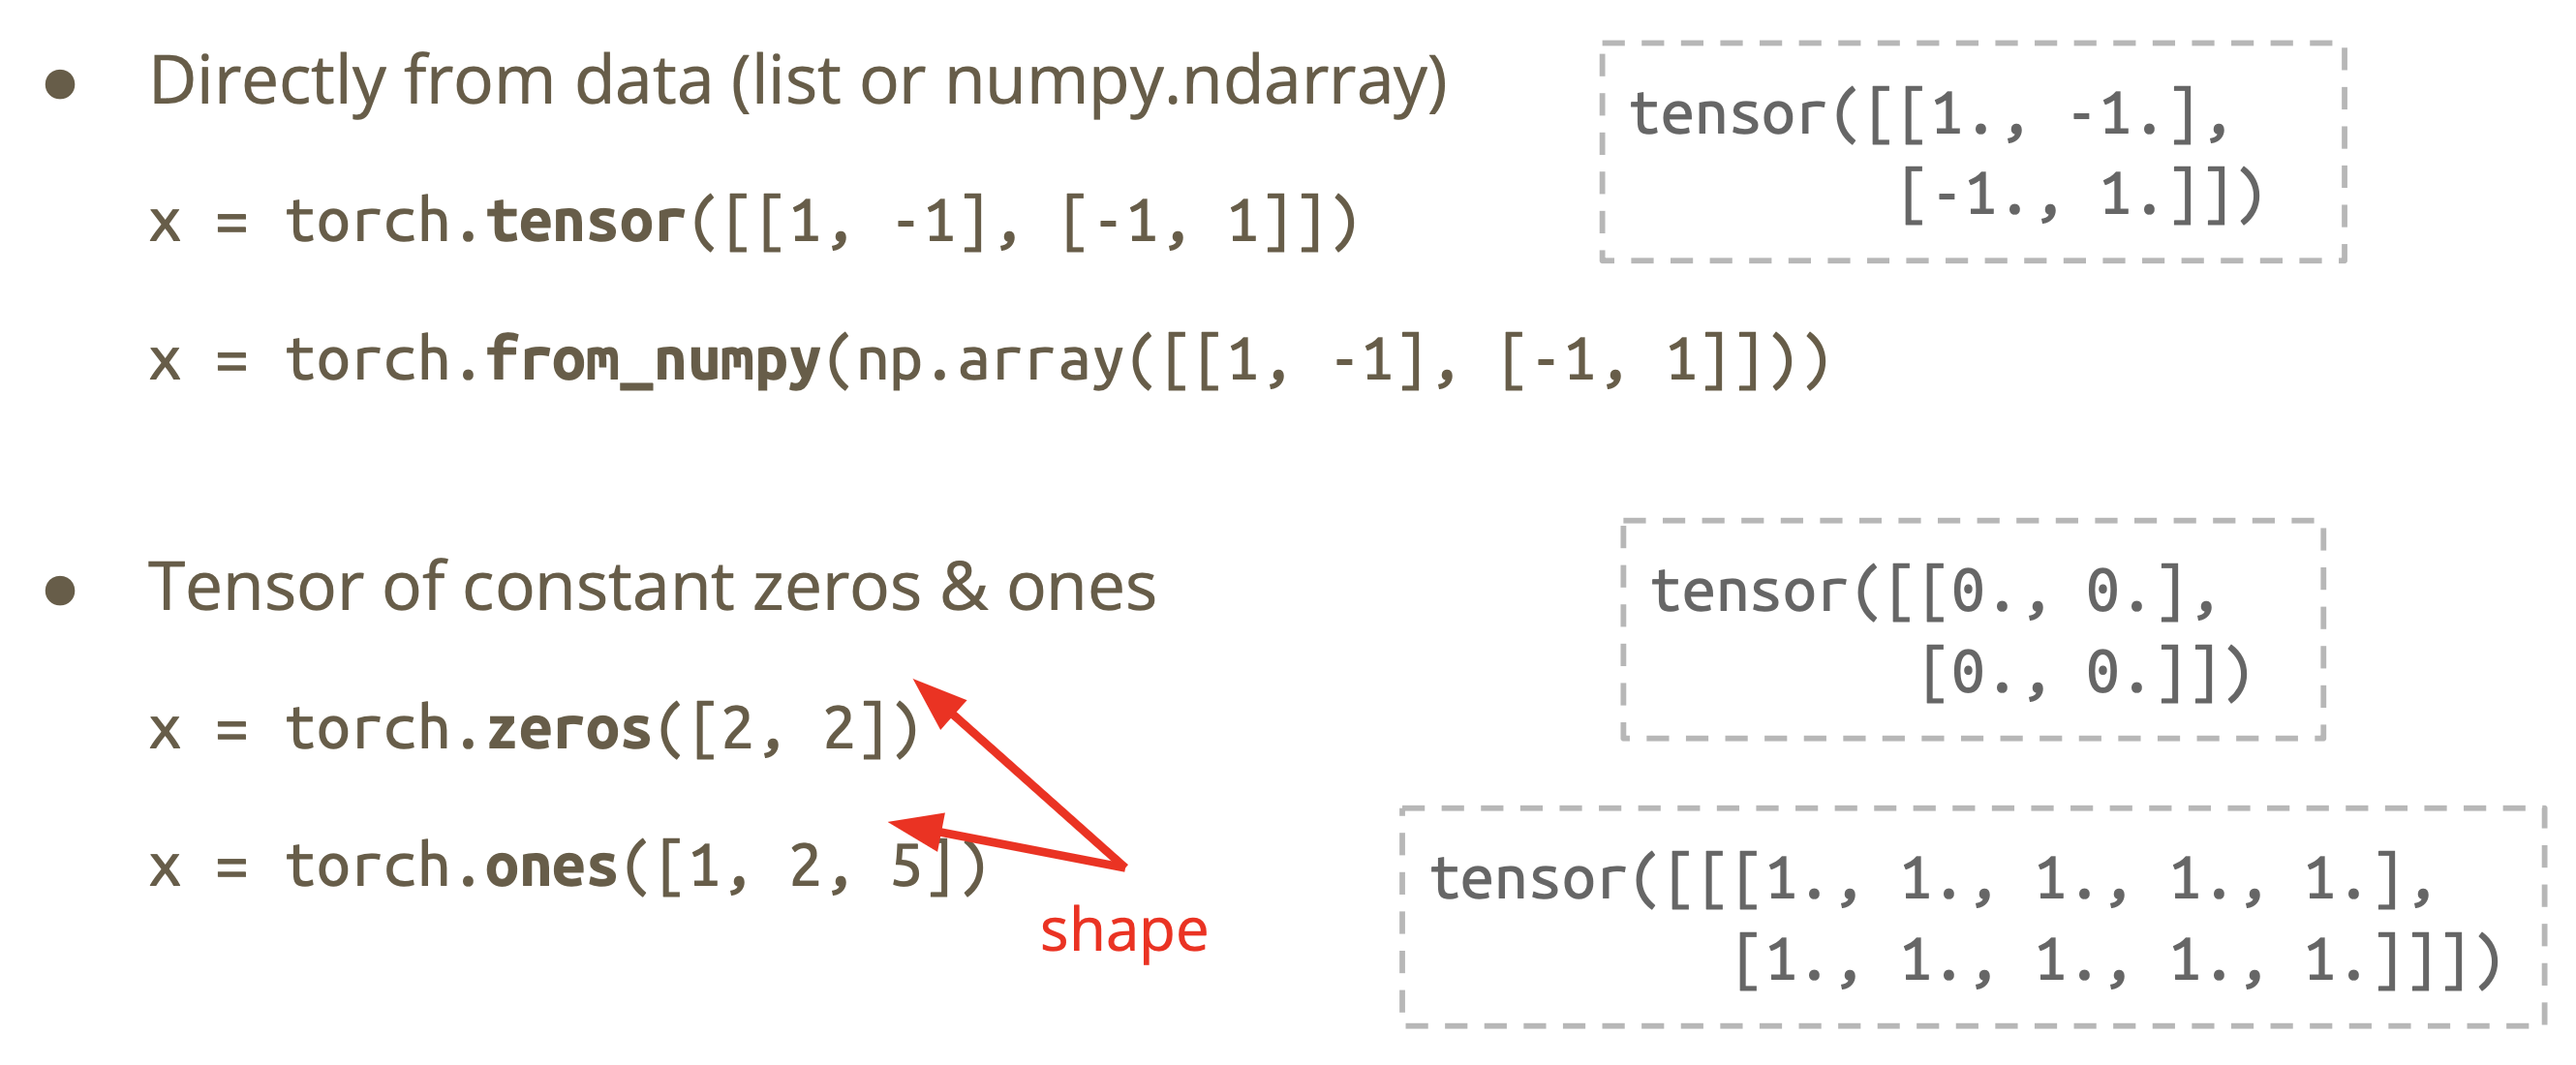 ● Directly from data (list or numpy.ndarray)
x = torch.tensor([[1, -1], [-1, 1]])
x = torch.from_numpy(np.array([[1, -1], [-1, 1]]))
tensor([[1., -1.],
[-1., 1.]])
● Tensor of constant zeros & ones
x = torch.zeros([2, 2])
x = torch.ones([1, 2, 5])
shape
tensor([[0., 0.],
[0., 0.]])
tensor([[[1., 1., 1., 1., 1.],
[1., 1., 1., 1., 1.]]])